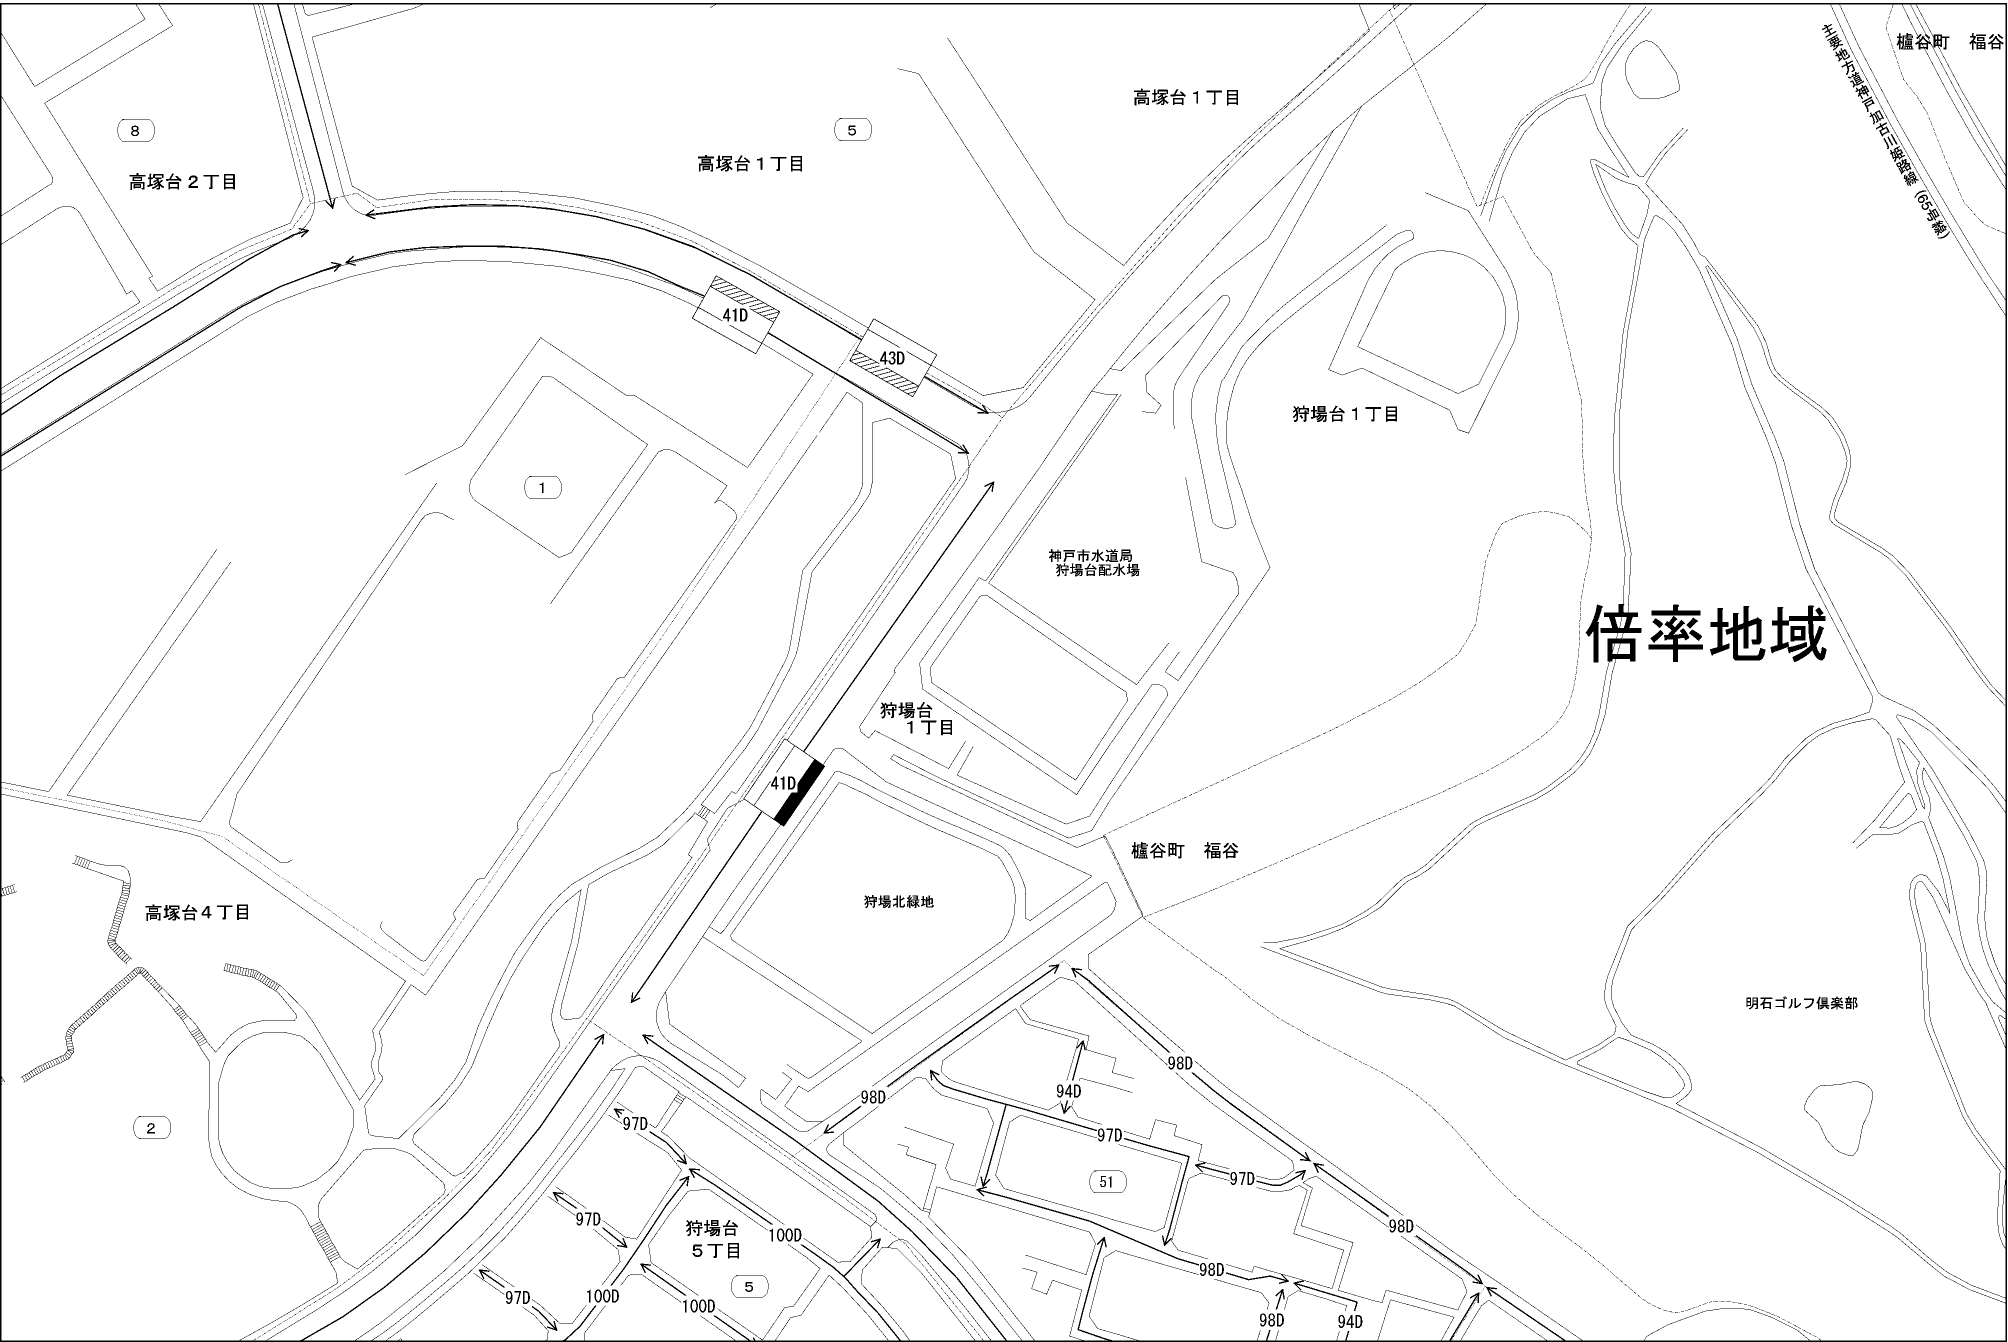 櫨谷町　福谷
主要地方道神戸加古川姫路線 (65号線)
高塚台１丁目
8
5
高塚台１丁目
高塚台２丁目
41D
43D
狩場台１丁目
1
神戸市水道局
狩場台配水場
倍率地域
狩場台
１丁目
41D
櫨谷町　福谷
狩場北緑地
高塚台４丁目
明石ゴルフ倶楽部
98D
94D
98D
2
97D
97D
51
97D
97D
狩場台
５丁目
100D
98D
98D
5
97D
100D
100D
98D
94D